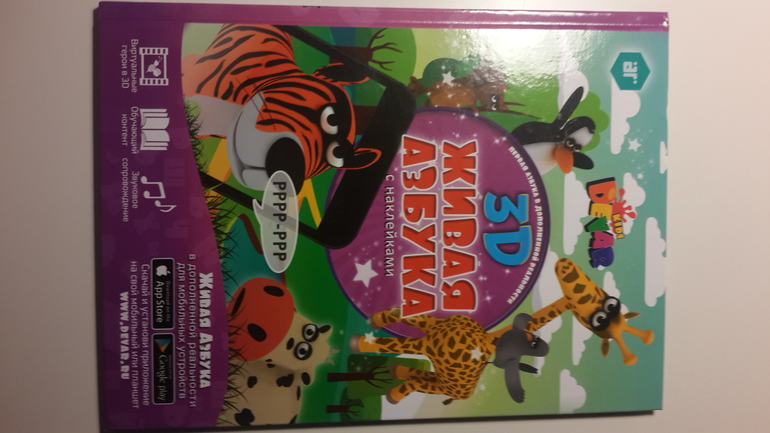 är
DEVAR
kids
ПЕРВАЯ АЗБУКА В ДОПОЛНЕННОЙ РЕАЛЬНОСТИ
3D
ЖИВАЯ
АЗБУКА
с наклейками
РРРР-РРР
Виртуальные
герои в 3D
Обучающий
контент
Звуковое
сопровождение
Живая Азбука
в дополненной реальности
для мобильных устройств
App Store
Google play
Скачай и установи приложение
на свой мобильный или планшет
WWW.DEVAR.RU